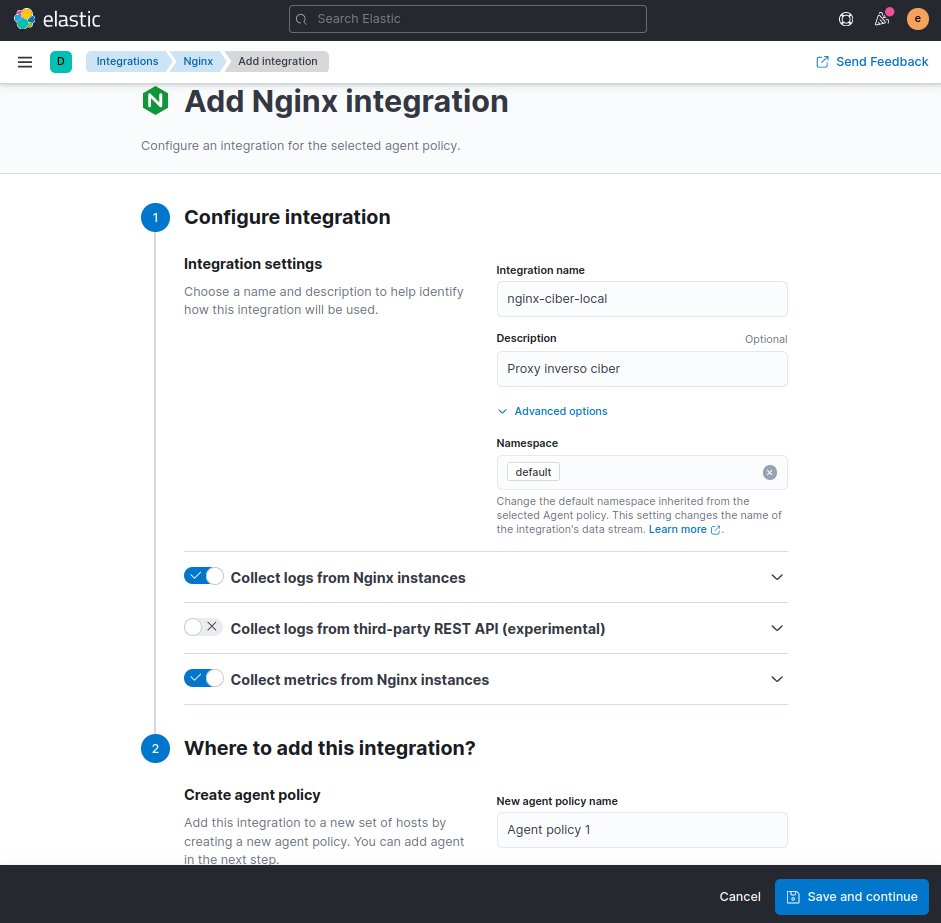 elastic
Search Elastic
e
D
Integrations
Nginx
Add integration
Send Feedback
Add Nginx integration
Configure an integration for the selected agent policy.
1
Configure integration
Integration settings
Choose a name and description to help identify
how this integration will be used.
Integration name
nginx-ciber-local
Description
Optional
Proxy inverso ciber
Advanced options
Namespace
default
Change the default namespace inherited from the
selected Agent policy. This setting changes the name of
the integration's data stream. Learn more.
Collect logs from Nginx instances
Collect logs from third-party REST API (experimental)
Collect metrics from Nginx instances
2
Where to add this integration?
Create agent policy
Add this integration to a new set of hosts by
creating a new agent policy. You can add agent
in the next step.
New agent policy name
Agent policy 1
Cancel
Save and continue